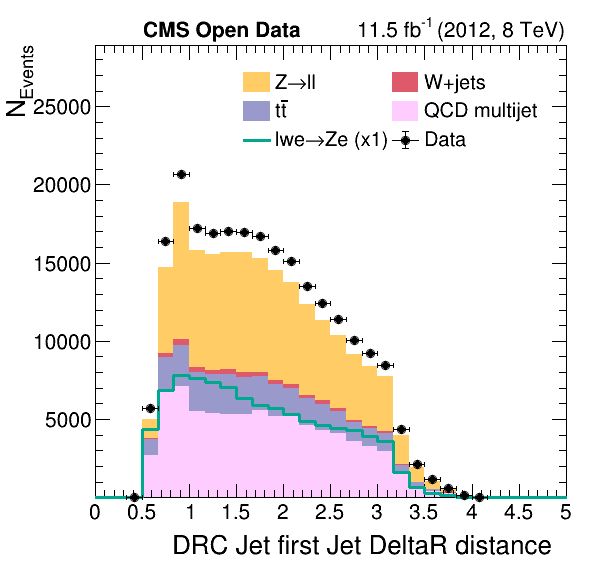 CMS Open Data 11.5 fb⁻¹ (2012, 8 TeV)
N_Events
Z→ll W+jets
tt̄ QCD multijet
lwe→Ze (x1) Data
25000
20000
15000
10000
5000
0
0 0.5 1 1.5 2 2.5 3 3.5 4 4.5 5
DRC Jet first Jet DeltaR distance